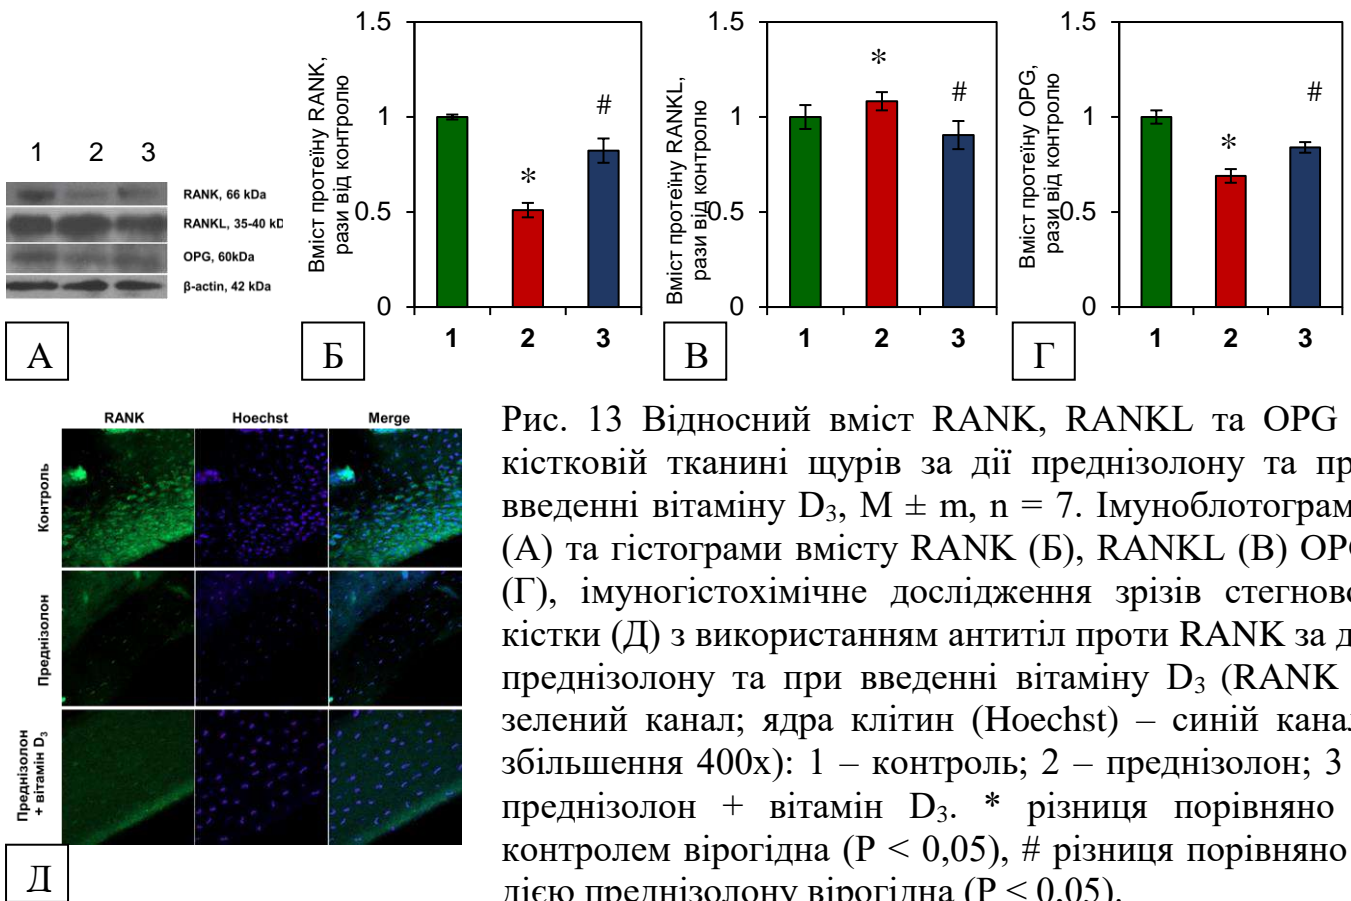 1 2 3
RANK, 66 kDa
RANKL, 35-40 kD
OPG, 60kDa
β-actin, 42 kDa
А
Вміст протеїну RANK,
рази від контролю
1.5
1
0.5
0
*
#
1 2 3
Б
Вміст протеїну RANKL,
рази від контролю
1.5
1
0.5
0
*
#
1 2 3
В
Вміст протеїну OPG,
рази від контролю
1.5
1
0.5
0
*
#
1 2 3
Г
RANK Hoechst Merge
Контроль
Преднізолон
Преднізолон
+ вітамін D3
Д
Рис. 13 Відносний вміст RANK, RANKL та OPG
кістковій тканині щурів за дії преднізолону та пр
введенні вітаміну D3, M ± m, n = 7. Імуноблотограм
(А) та гістограми вмісту RANK (Б), RANKL (В) OPG
(Г), імуногістохімічне дослідження зрізів стегново
кістки (Д) з використанням антитіл проти RANK за д
преднізолону та при введенні вітаміну D3 (RANK
зелений канал; ядра клітин (Hoechst) – синій канал
збільшення 400х): 1 – контроль; 2 – преднізолон; 3
преднізолон + вітамін D3. * різниця порівняно
контролем вірогідна (P < 0,05), # різниця порівняно
дією преднізолону вірогідна (P < 0,05).